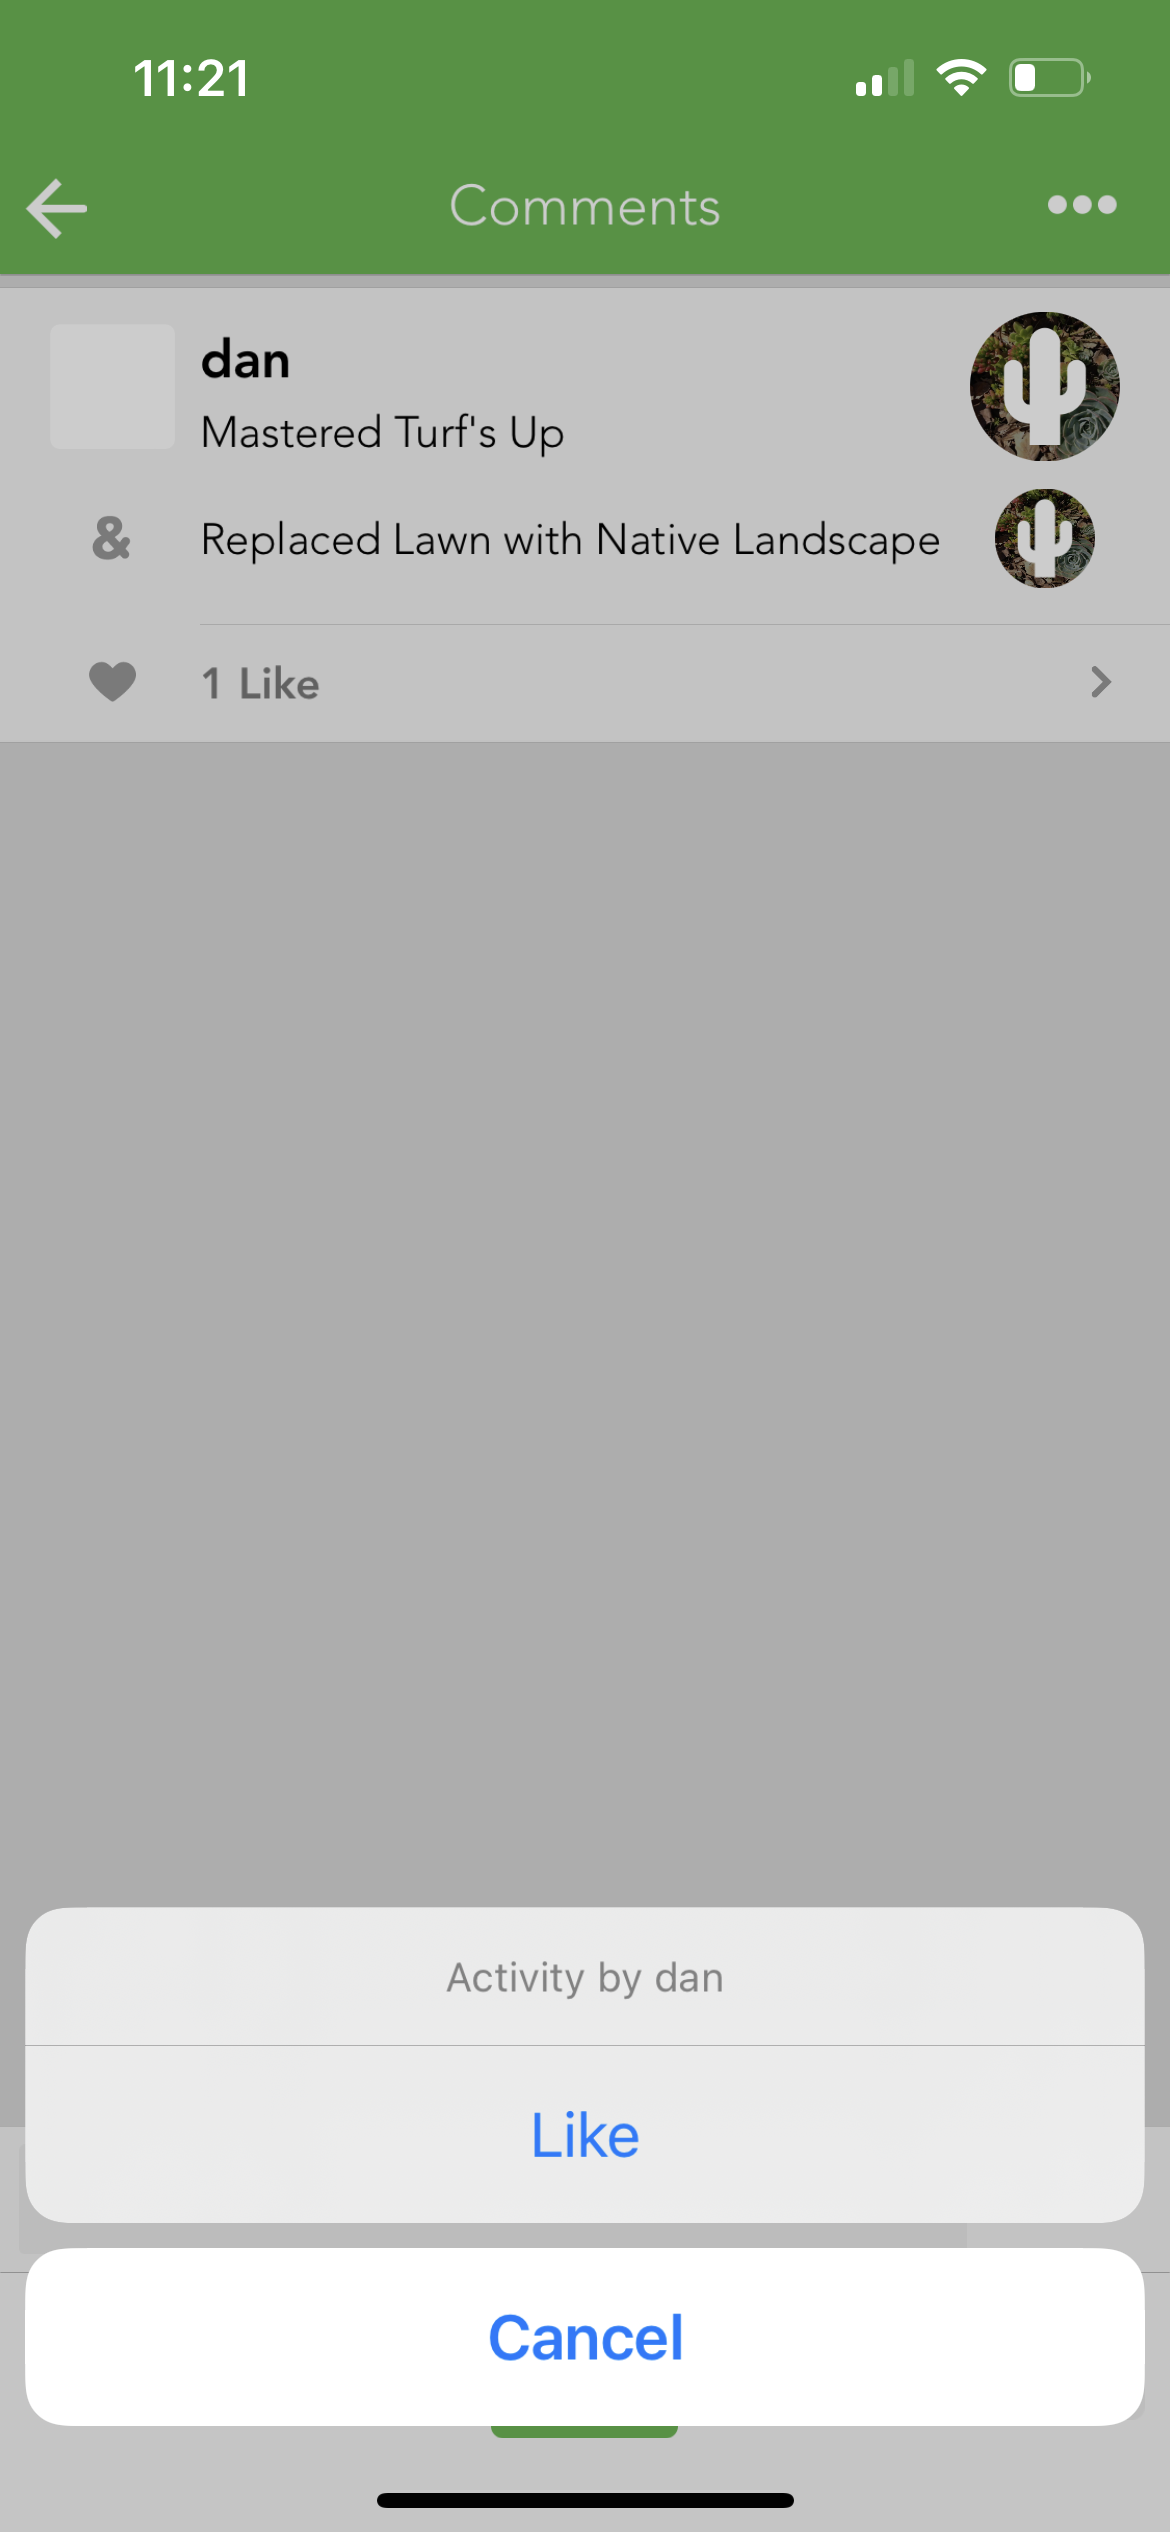 11:21
Comments
dan
Mastered Turf's Up
& Replaced Lawn with Native Landscape
1 Like
Activity by dan
Like
Cancel